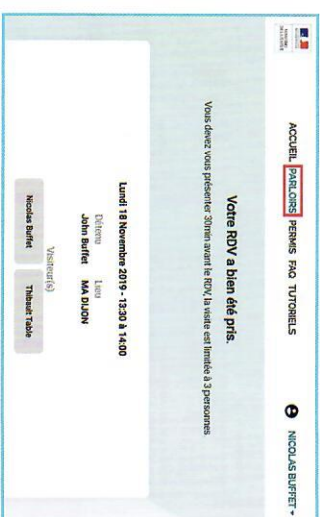 ACCUEIL PARLOIRS PERMIS FAQ TUTORIELS NICOLAS BUFFET
Votre RDV a bien été pris.
Vous devez vous présenter 30min avant le RDV, la visite est limitée à 3 personnes
Lundi 18 Novembre 2019 - 13:30 à 14:00
Détenu Lieu
John Buffet MA DIJON
Visiteur(s)
Nicolas Buffet Thibault Table